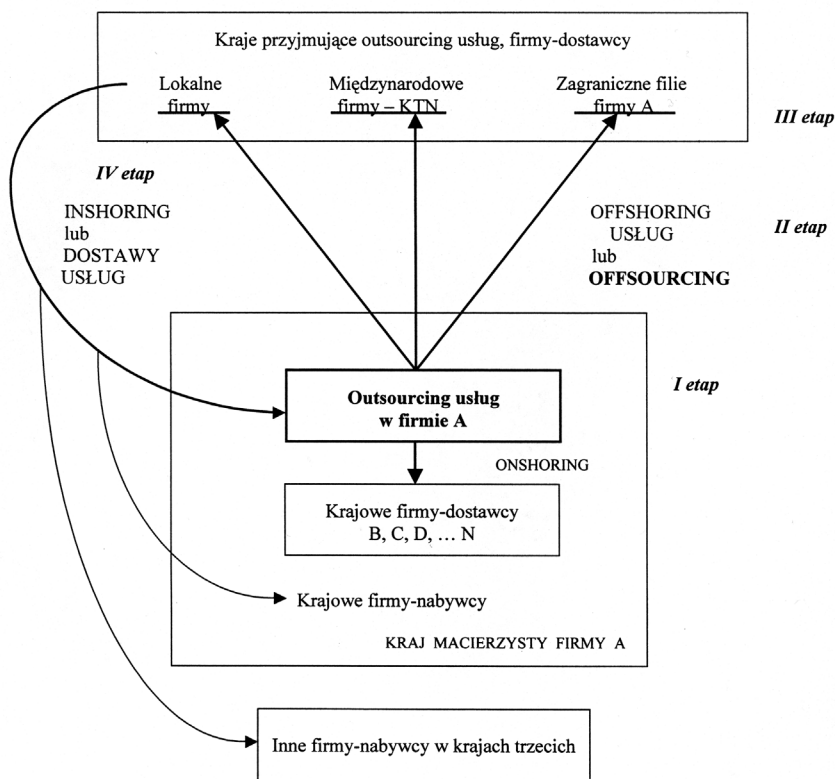 Kraje przyjmujące outsourcing usług, firmy-dostawcy
Lokalne
firmy
Międzynarodowe
firmy – KTN
Zagraniczne filie
firmy A
III etap
IV etap
INSHORING
lub
DOSTAWY
USŁUG
OFFSHORING
USŁUG
lub
OFFSOURCING
II etap
I etap
Outsourcing usług
w firmie A
ONSHORING
Krajowe firmy-dostawcy
B, C, D, ... N
Krajowe firmy-nabywcy
KRAJ MACIERZYSTY FIRMY A
Inne firmy-nabywcy w krajach trzecich